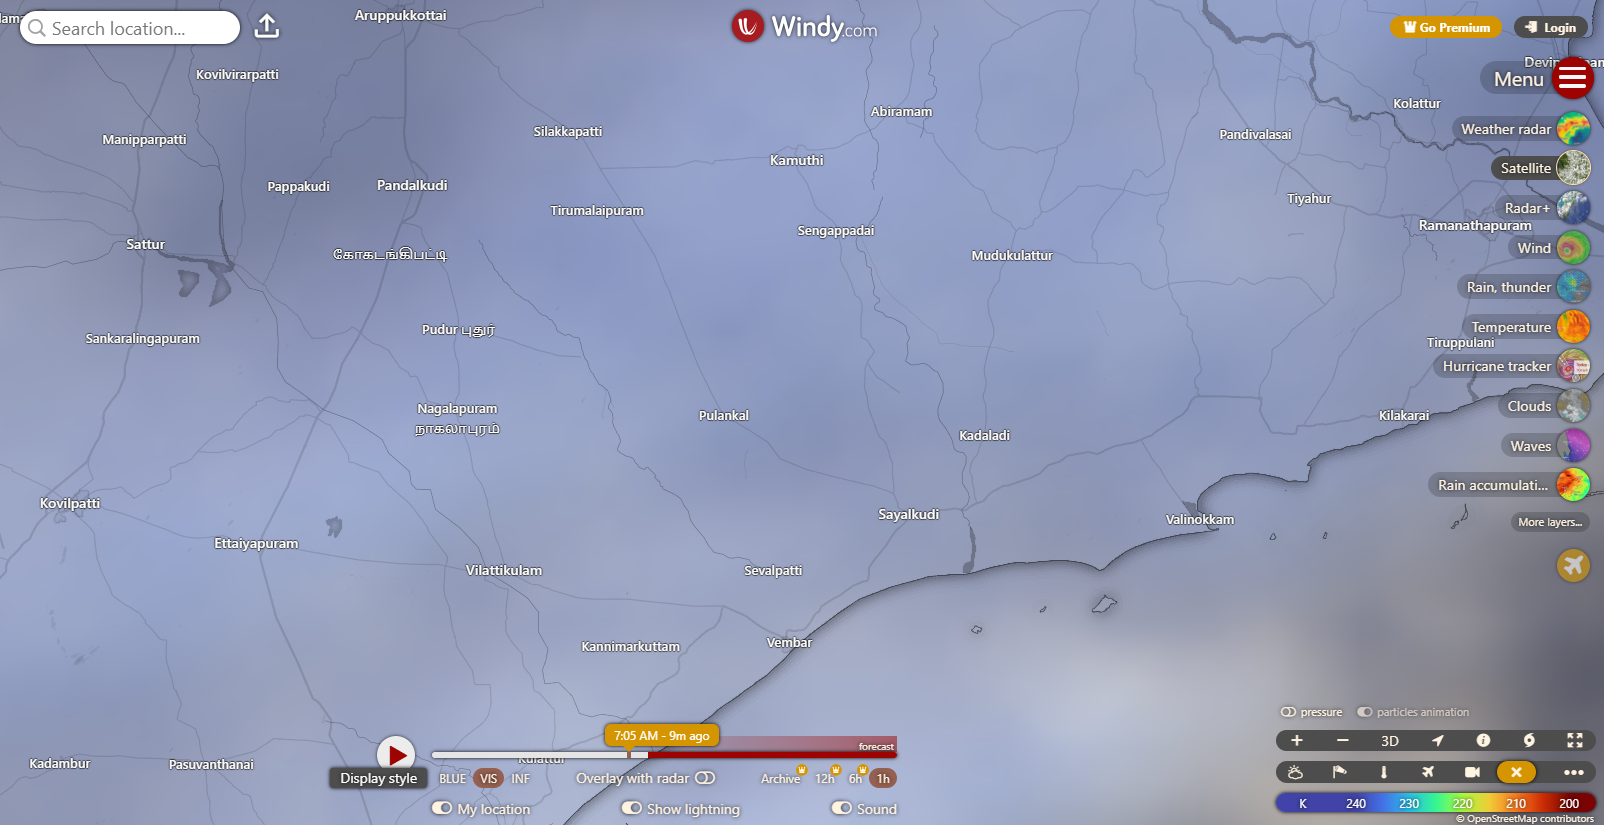 Search location...
Windy.com
Go Premium
Login
Menu
Aruppukkottai
Kovilvirarpatti
Kolattur
Abiramam
Weather radar
Silakkapatti
Pandivalasai
Manipparpatti
Kamuthi
Satellite
Pappakudi
Pandalkudi
Tiyahur
Radar+
Tirumalaipuram
Ramanathapuram
Sengappadai
Sattur
Wind
கோகடங்கிபட்டி
Mudukulattur
Rain, thunder
Pudur புதுர்
Temperature
Sankaralingapuram
Tiruppulani
Hurricane tracker
Clouds
Nagalapuram
நாகலாபுரம்
Pulankal
Kilakarai
Kadaladi
Waves
Rain accumulati...
Kovilpatti
Sayalkudi
Valinokkam
More layers...
Ettaiyapuram
Vilattikulam
Sevalpatti
Kannimarkuttam
Vembar
pressure
particles animation
7:05 AM - 9m ago
3D
forecast
Kadambur
Pasuvanthanai
Display style
BLUE
VIS
INF
Overlay with radar
Archive
12h
6h
1h
My location
Show lightning
Sound
K 240 230 220 210 200
© OpenStreetMap contributors